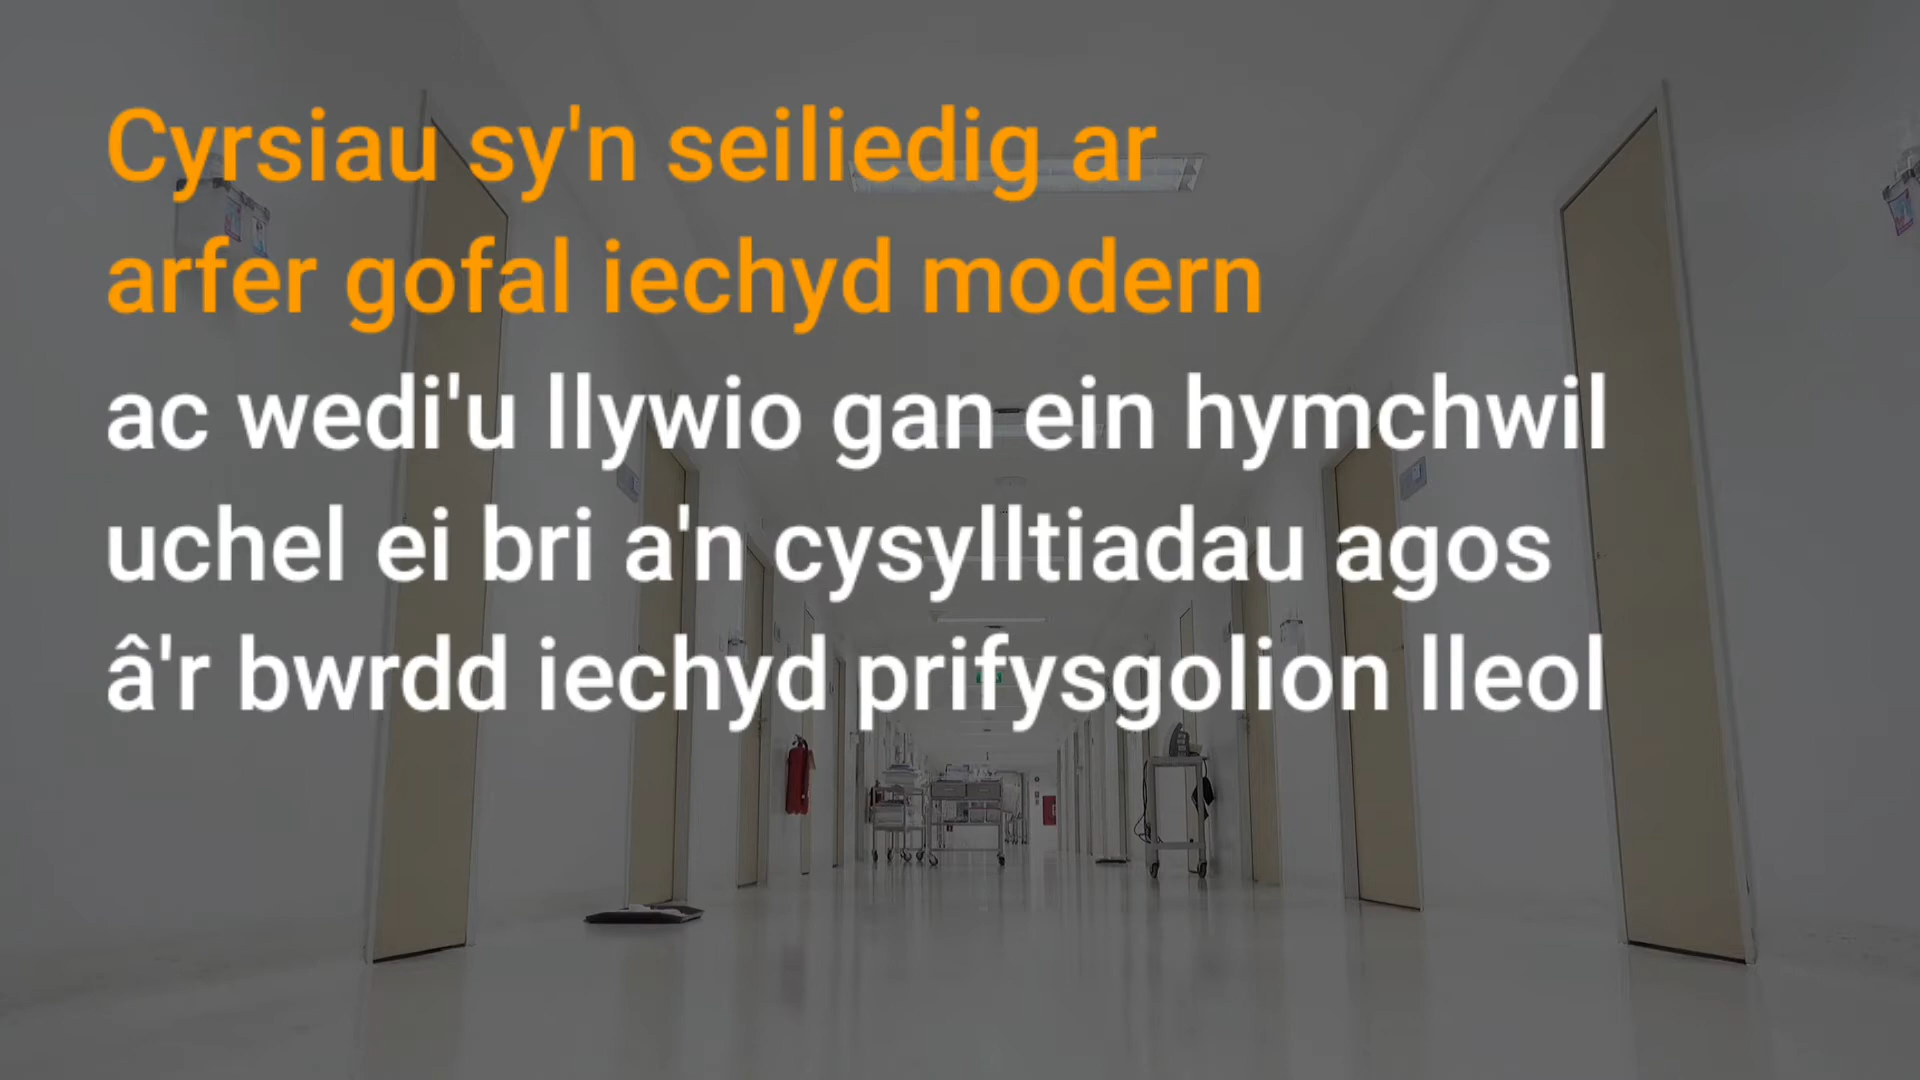 Cyrsiau sy'n seiliedig ar
arfer gofal iechyd modern
ac wedi'u llywio gan ein hymchwil
uchel ei bri a'n cysylltiadau agos
â'r bwrdd iechyd prifysgolion lleol